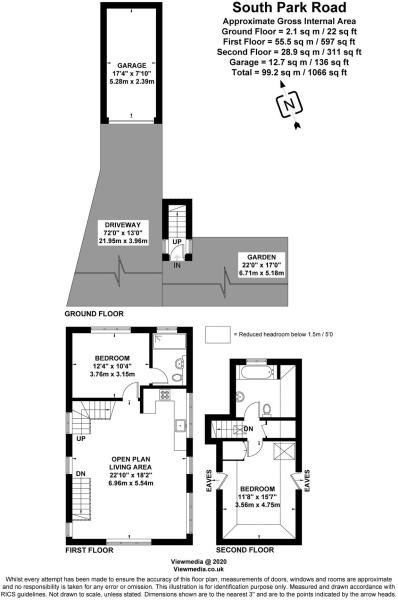 South Park Road
Approximate Gross Internal Area
Ground Floor = 2.1 sq m / 22 sq ft
First Floor = 55.5 sq m / 597 sq ft
Second Floor = 28.9 sq m / 311 sq ft
Garage = 12.7 sq m / 136 sq ft
Total = 99.2 sq m / 1066 sq ft
N
GARAGE
17'4" x 7'10"
5.28m x 2.39m
DRIVEWAY
72'0" x 13'0"
21.95m x 3.96m
UP
IN
GARDEN
22'0" x 17'0"
6.71m x 5.18m
GROUND FLOOR
= Reduced headroom below 1.5m / 5'0
BEDROOM
12'4" x 10'4"
3.76m x 3.15m
UP
DN
OPEN PLAN
LIVING AREA
22'10" x 18'2"
6.96m x 5.54m
FIRST FLOOR
DN
EAVES
EAVES
BEDROOM
11'8" x 15'7"
3.56m x 4.75m
SECOND FLOOR
Viewmedia @ 2020
Viewmedia.co.uk
Whilst every attempt has been made to ensure the accuracy of this floor plan, measurements of doors, windows and rooms are approximate
and no responsibility is taken for any error or omission. This illustration is for identification purpose only. Measured and drawn accordance with
RICS guidelines. Not drawn to scale, unless stated. Dimensions shown are to the nearest 3" and are to the points indicated by the arrow heads.